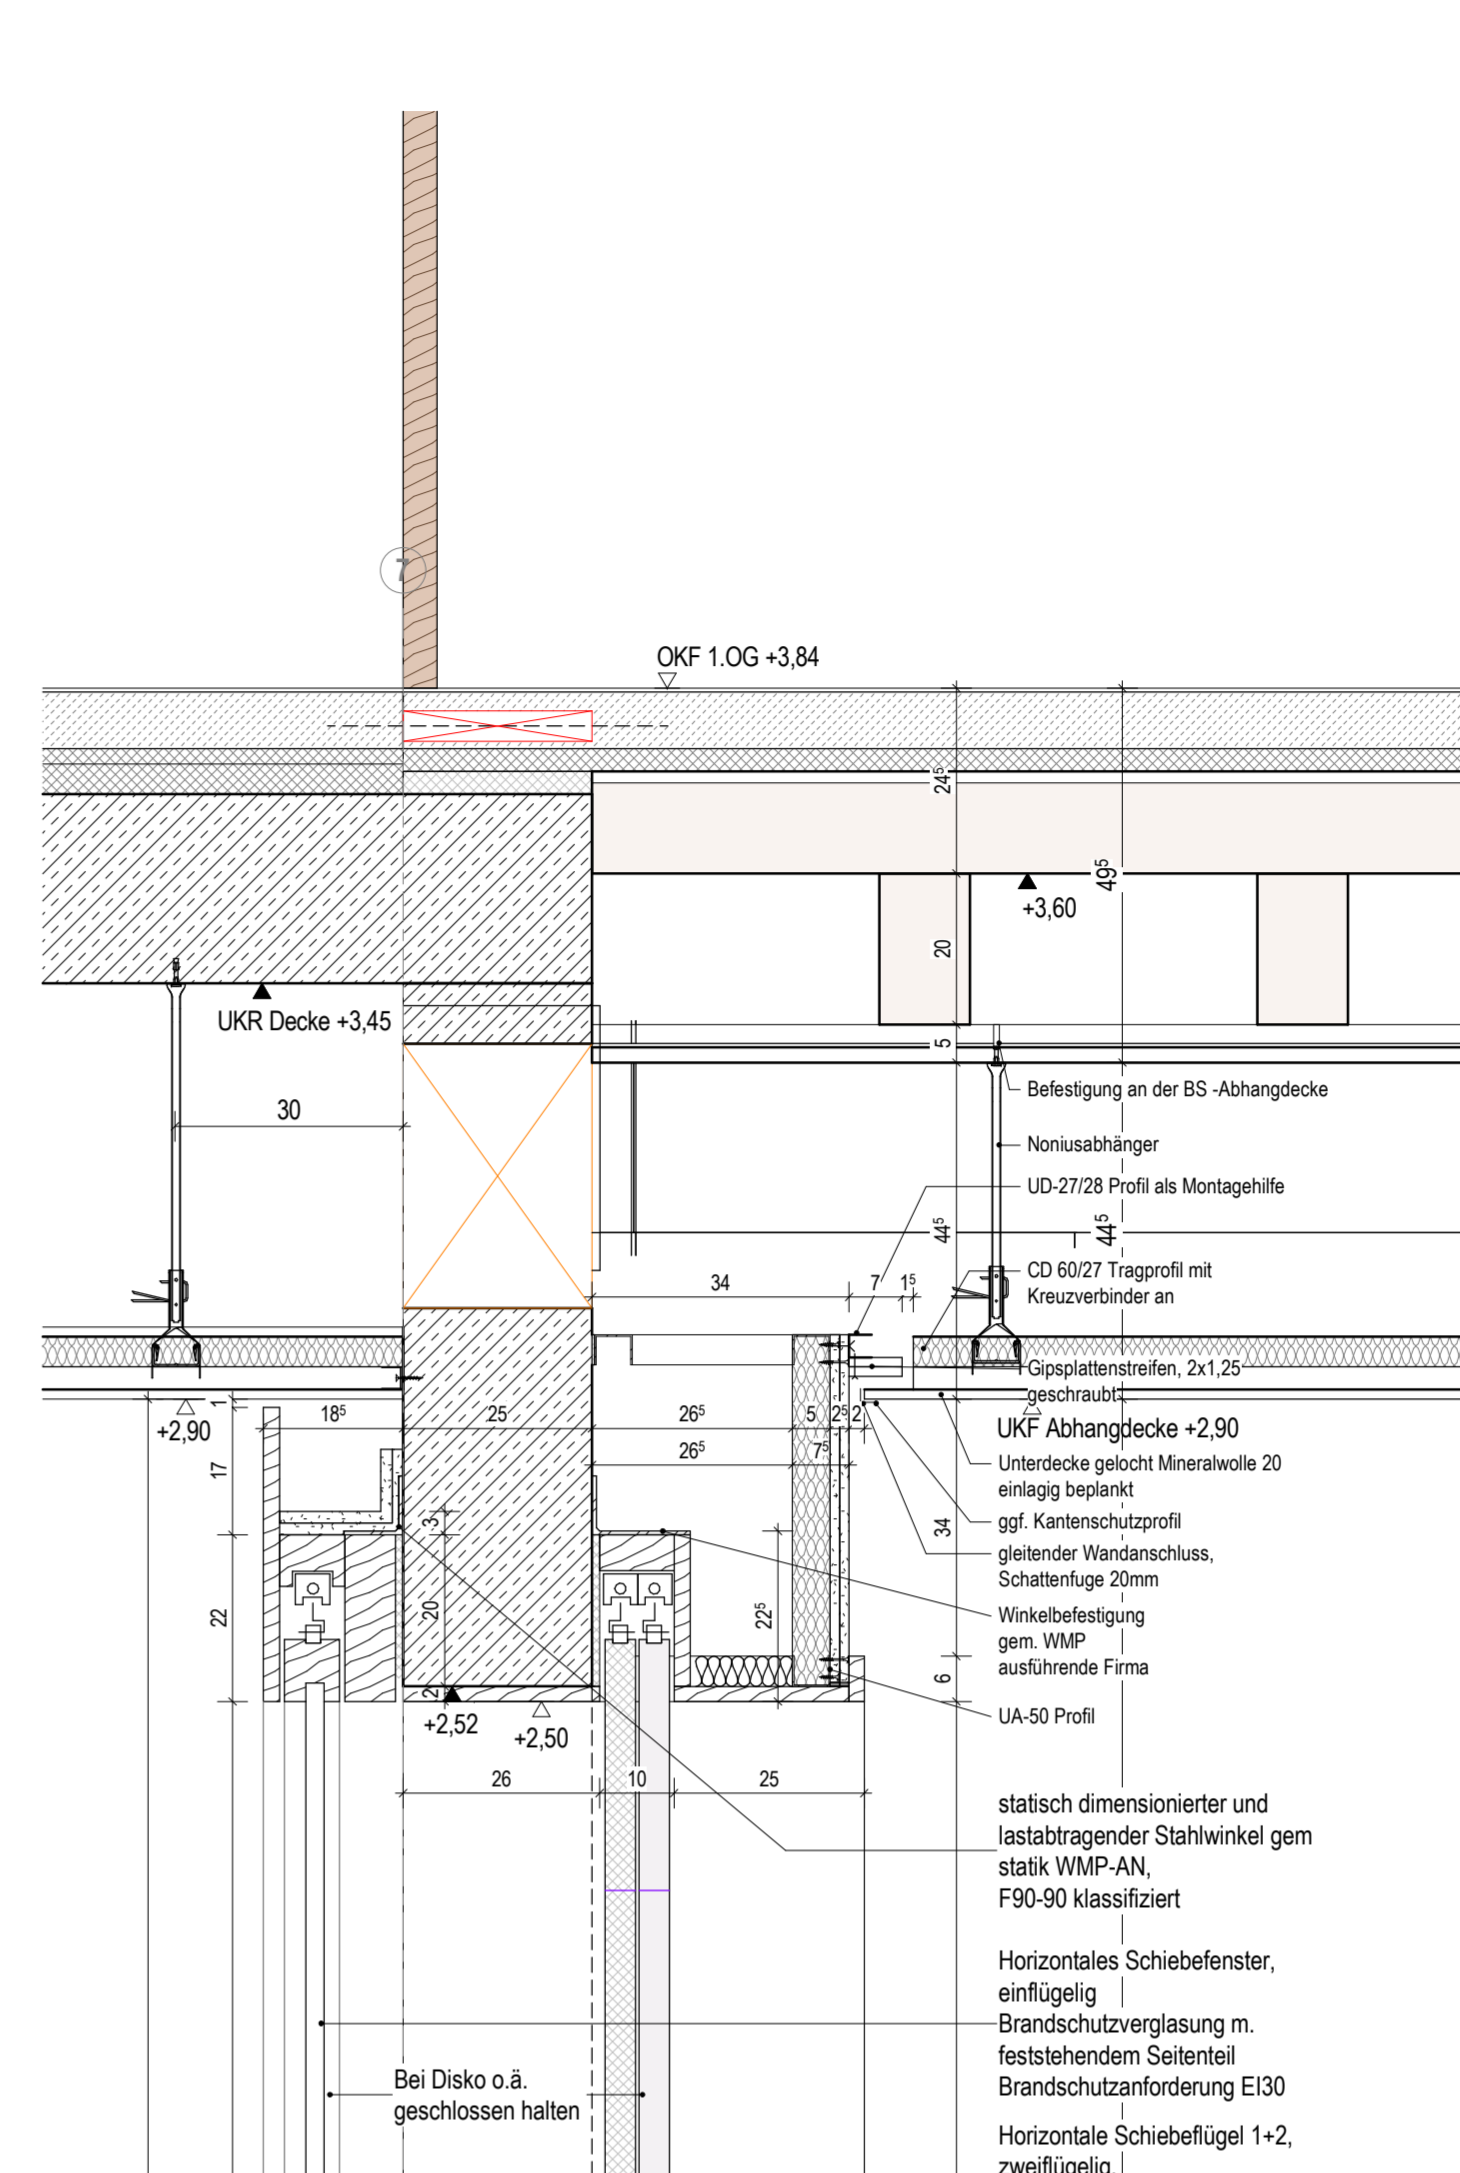 7
OKF 1.OG +3,84
24⁵
49⁵
+3,60
20
UKR Decke +3,45
5
Befestigung an der BS -Abhangdecke
30
Noniusabhänger
UD-27/28 Profil als Montagehilfe
44⁵
44⁵
CD 60/27 Tragprofil mit
Kreuzverbinder an
34
7
1⁵
Gipsplattenstreifen, 2x1,25
geschraubt
1
+2,90
18⁵
25
26⁵
5
2⁵
2
UKF Abhangdecke +2,90
26⁵
7⁵
17
Unterdecke gelocht Mineralwolle 20
einlagig beplankt
3
ggf. Kantenschutzprofil
34
gleitender Wandanschluss,
Schattenfuge 20mm
22
20
22⁵
Winkelbefestigung
gem. WMP
ausführende Firma
6
2
+2,52
+2,50
UA-50 Profil
26
10
25
statisch dimensionierter und
lastabtragender Stahlwinkel gem
statik WMP-AN,
F90-90 klassifiziert
Horizontales Schiebefenster,
einflügelig
Brandschutzverglasung m.
feststehendem Seitenteil
Brandschutzanforderung EI30
Bei Disko o.ä.
geschlossen halten
Horizontale Schiebeflügel 1+2,
zweiflügelig,